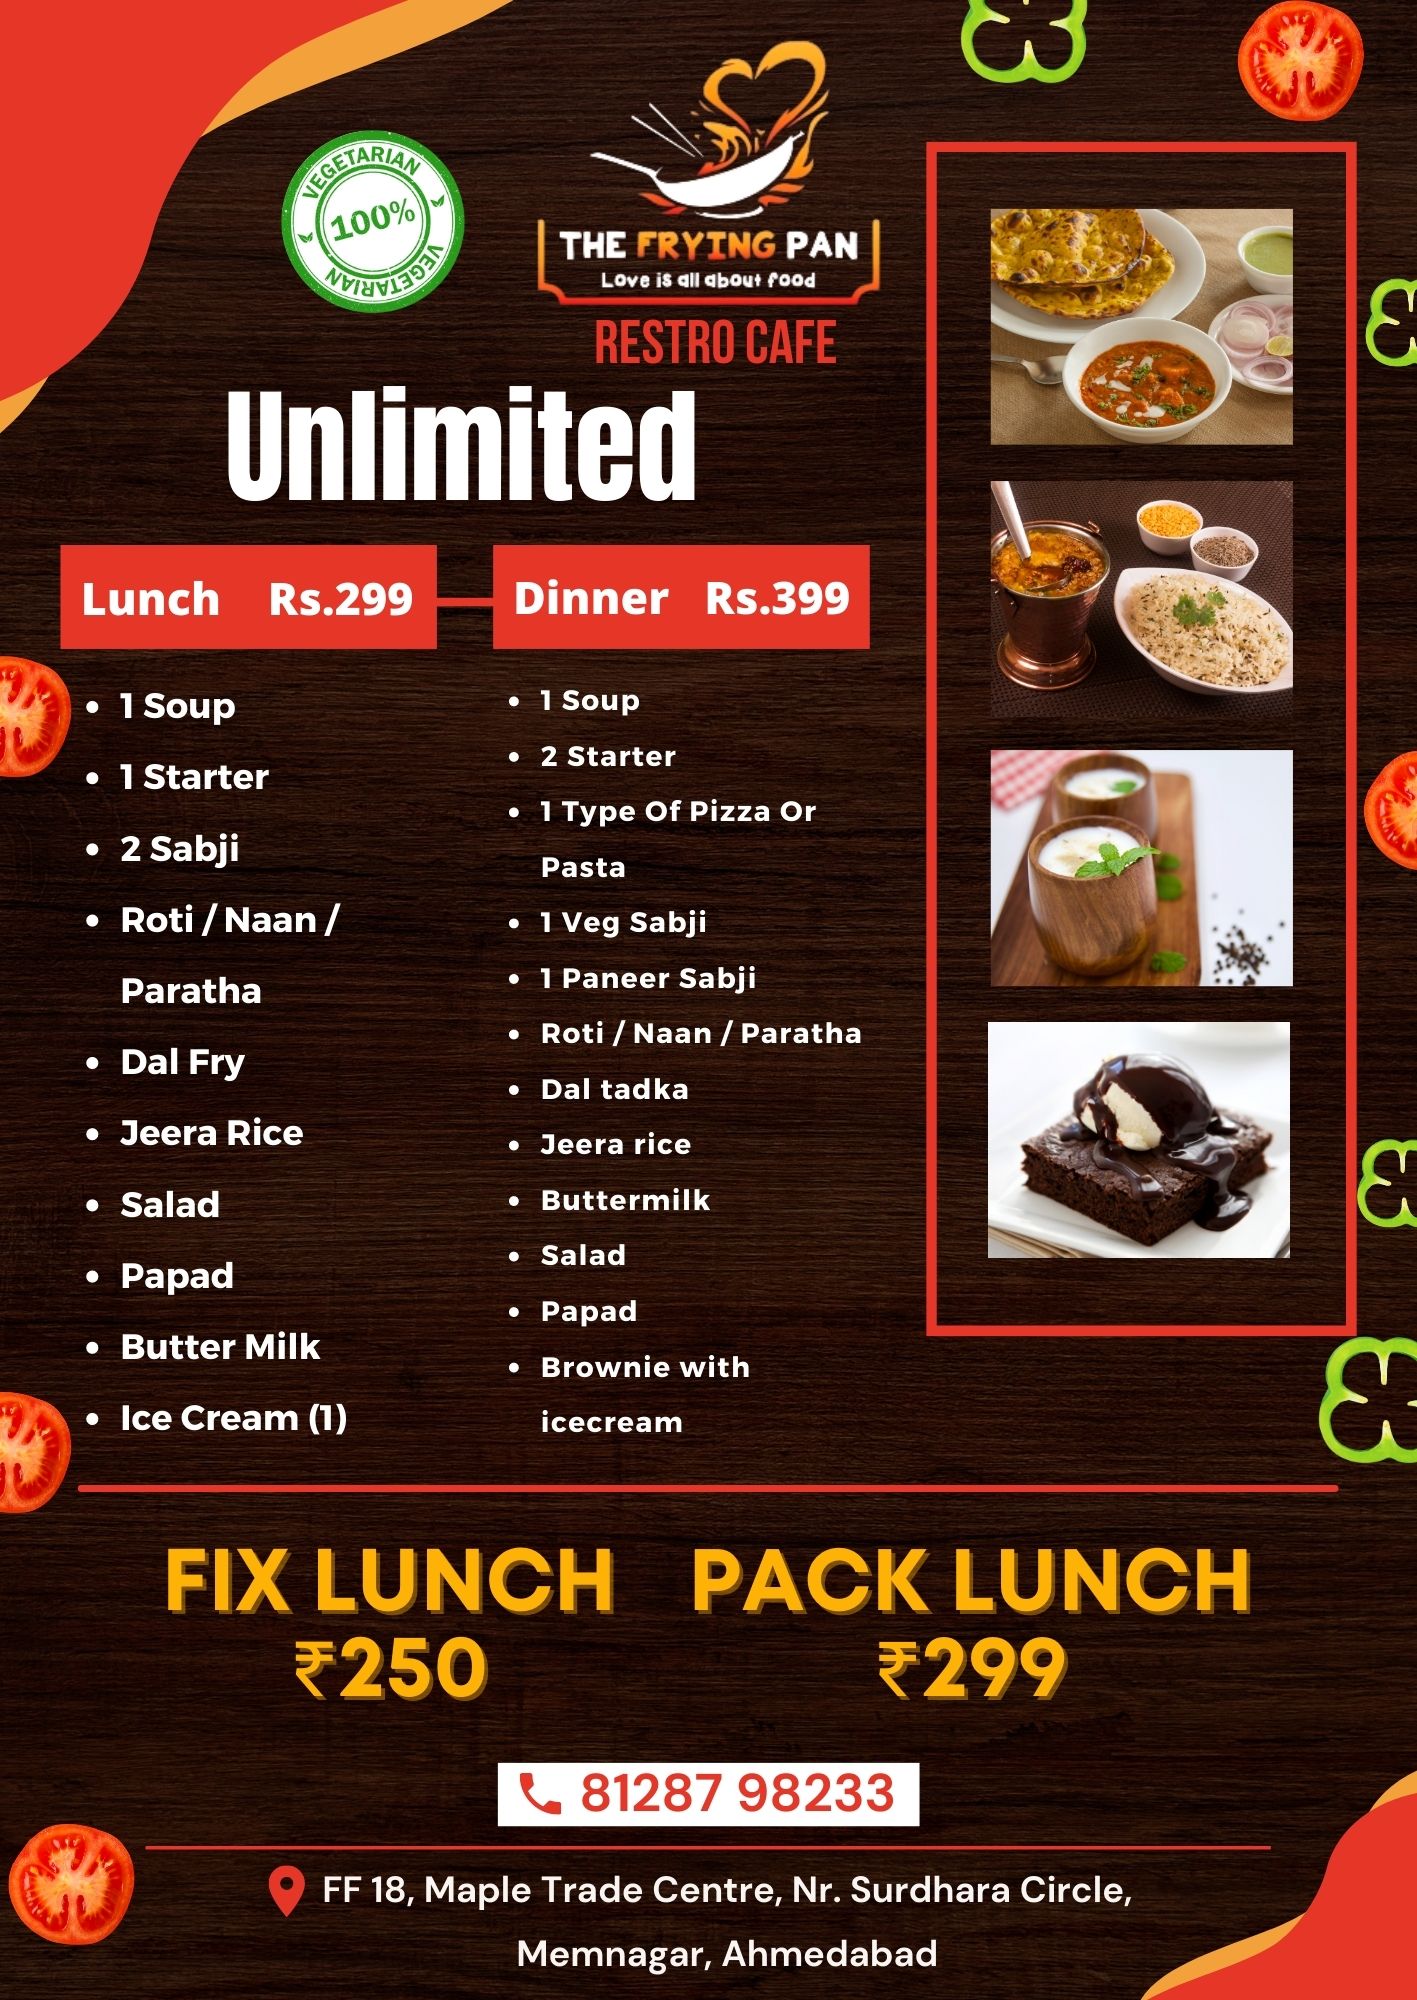 VEGETARIAN
100%
VEGETARIAN
THE FRYING PAN
Love is all about food
RESTRO CAFE
Unlimited
Lunch Rs.299
1 Soup
1 Starter
2 Sabji
Roti / Naan /
Paratha
Dal Fry
Jeera Rice
Salad
Papad
Butter Milk
Ice Cream (1)
Dinner Rs.399
1 Soup
2 Starter
1 Type Of Pizza Or
Pasta
1 Veg Sabji
1 Paneer Sabji
Roti / Naan / Paratha
Dal tadka
Jeera rice
Buttermilk
Salad
Papad
Brownie with
icecream
FIX LUNCH
₹250
PACK LUNCH
₹299
81287 98233
FF 18, Maple Trade Centre, Nr. Surdhara Circle,
Memnagar, Ahmedabad